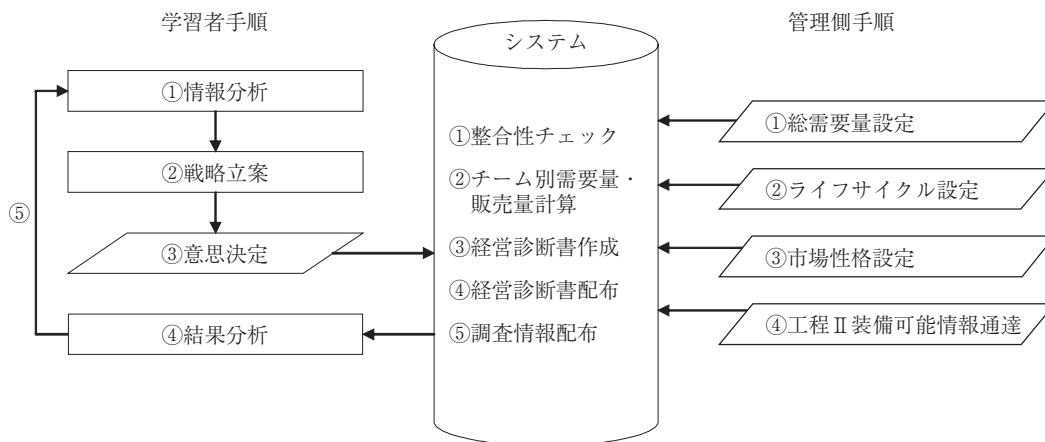 学習者手順
①情報分析
②戦略立案
③意思決定
④結果分析
⑤
システム
①整合性チェック
②チーム別需要量・
販売量計算
③経営診断書作成
④経営診断書配布
⑤調査情報配布
管理側手順
①総需要量設定
②ライフサイクル設定
③市場性格設定
④工程Ⅱ装備可能情報通達